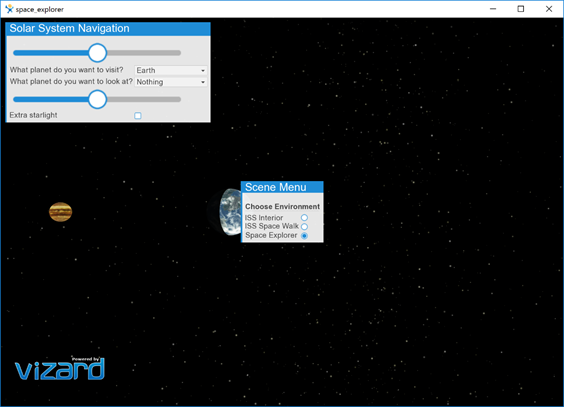 space_explorer
Solar System Navigation
What planet do you want to visit? Earth
What planet do you want to look at? Nothing
Extra starlight
Scene Menu
Choose Environment
ISS Interior
ISS Space Walk
Space Explorer
Powered by
vizard